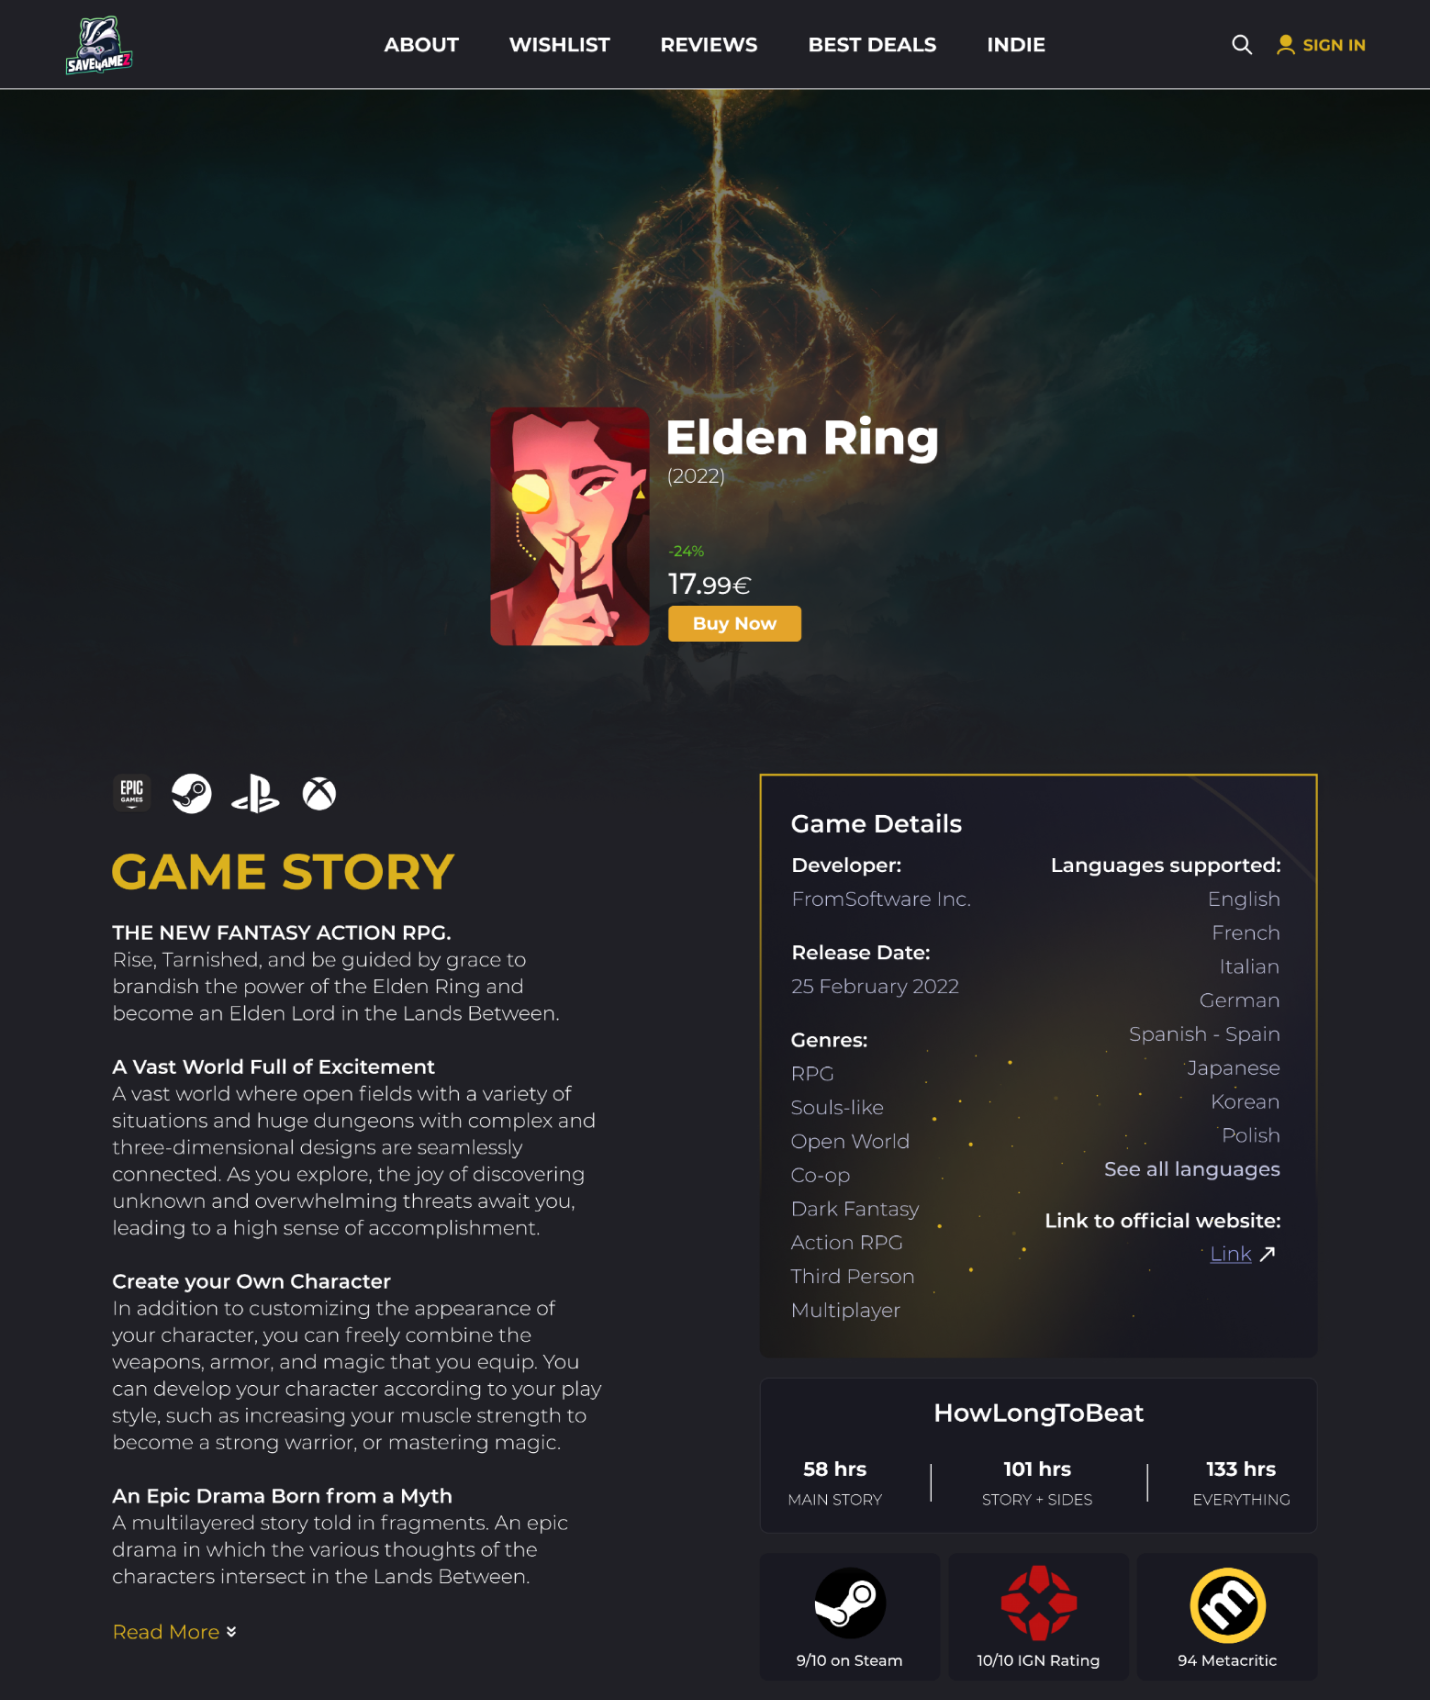 SAVEGAMEZ
ABOUT
WISHLIST
REVIEWS
BEST DEALS
INDIE
SIGN IN
Elden Ring
(2022)
-24%
17.99€
Buy Now
EPIC
GAMES
GAME STORY
THE NEW FANTASY ACTION RPG.
Rise, Tarnished, and be guided by grace to
brandish the power of the Elden Ring and
become an Elden Lord in the Lands Between.
A Vast World Full of Excitement
A vast world where open fields with a variety of
situations and huge dungeons with complex and
three-dimensional designs are seamlessly
connected. As you explore, the joy of discovering
unknown and overwhelming threats await you,
leading to a high sense of accomplishment.
Create your Own Character
In addition to customizing the appearance of
your character, you can freely combine the
weapons, armor, and magic that you equip. You
can develop your character according to your play
style, such as increasing your muscle strength to
become a strong warrior, or mastering magic.
An Epic Drama Born from a Myth
A multilayered story told in fragments. An epic
drama in which the various thoughts of the
characters intersect in the Lands Between.
Read More
Game Details
Developer:
FromSoftware Inc.
Release Date:
25 February 2022
Genres:
RPG
Souls-like
Open World
Co-op
Dark Fantasy
Action RPG
Third Person
Multiplayer
Languages supported:
English
French
Italian
German
Spanish - Spain
Japanese
Korean
Polish
See all languages
Link to official website:
Link
HowLongToBeat
58 hrs
MAIN STORY
101 hrs
STORY + SIDES
133 hrs
EVERYTHING
9/10 on Steam
10/10 IGN Rating
m
94 Metacritic